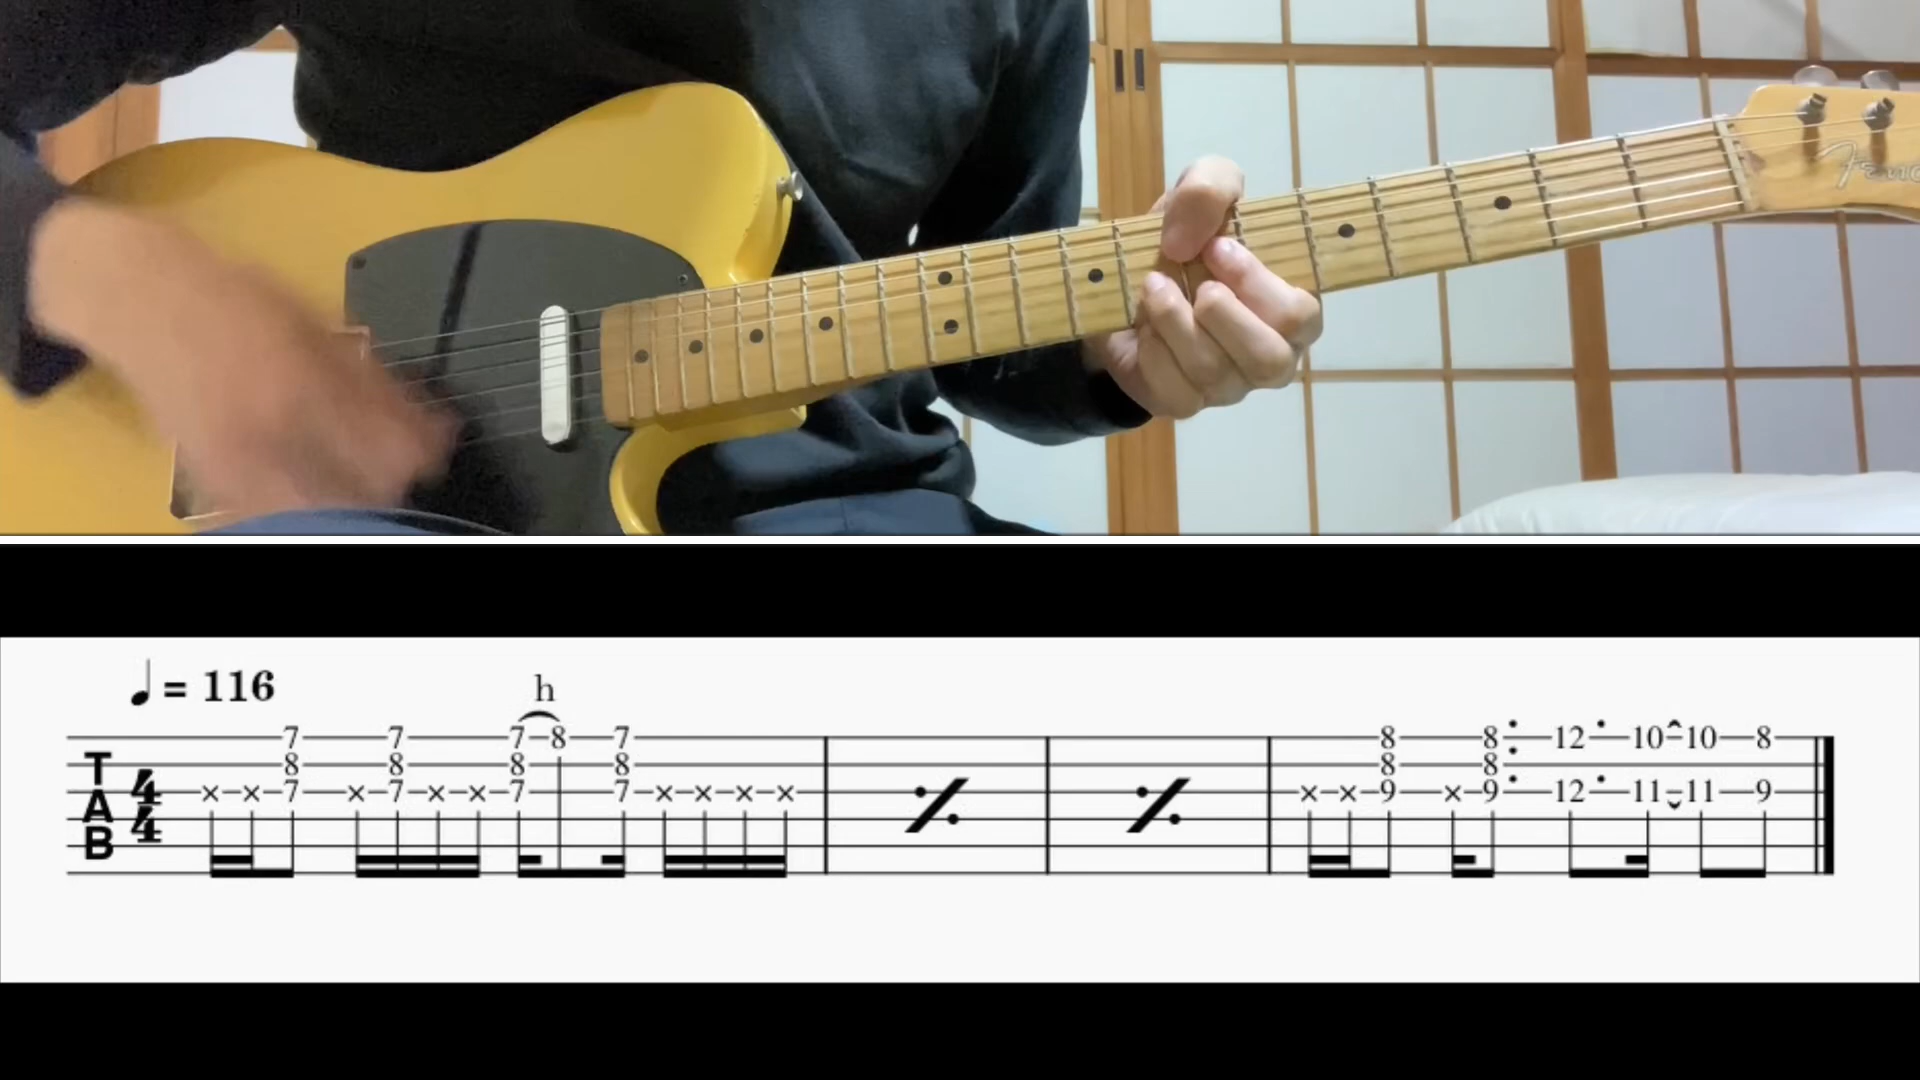 Fend
♩ = 116
h
7 7 7 8 7 8 8: 12· 10 10 8
T 8 8 8 8 8 8:
A 4 × × 7 × 7 × × 7 7 × × × × × × 9 × 9: 12· 11 11 9
B 4